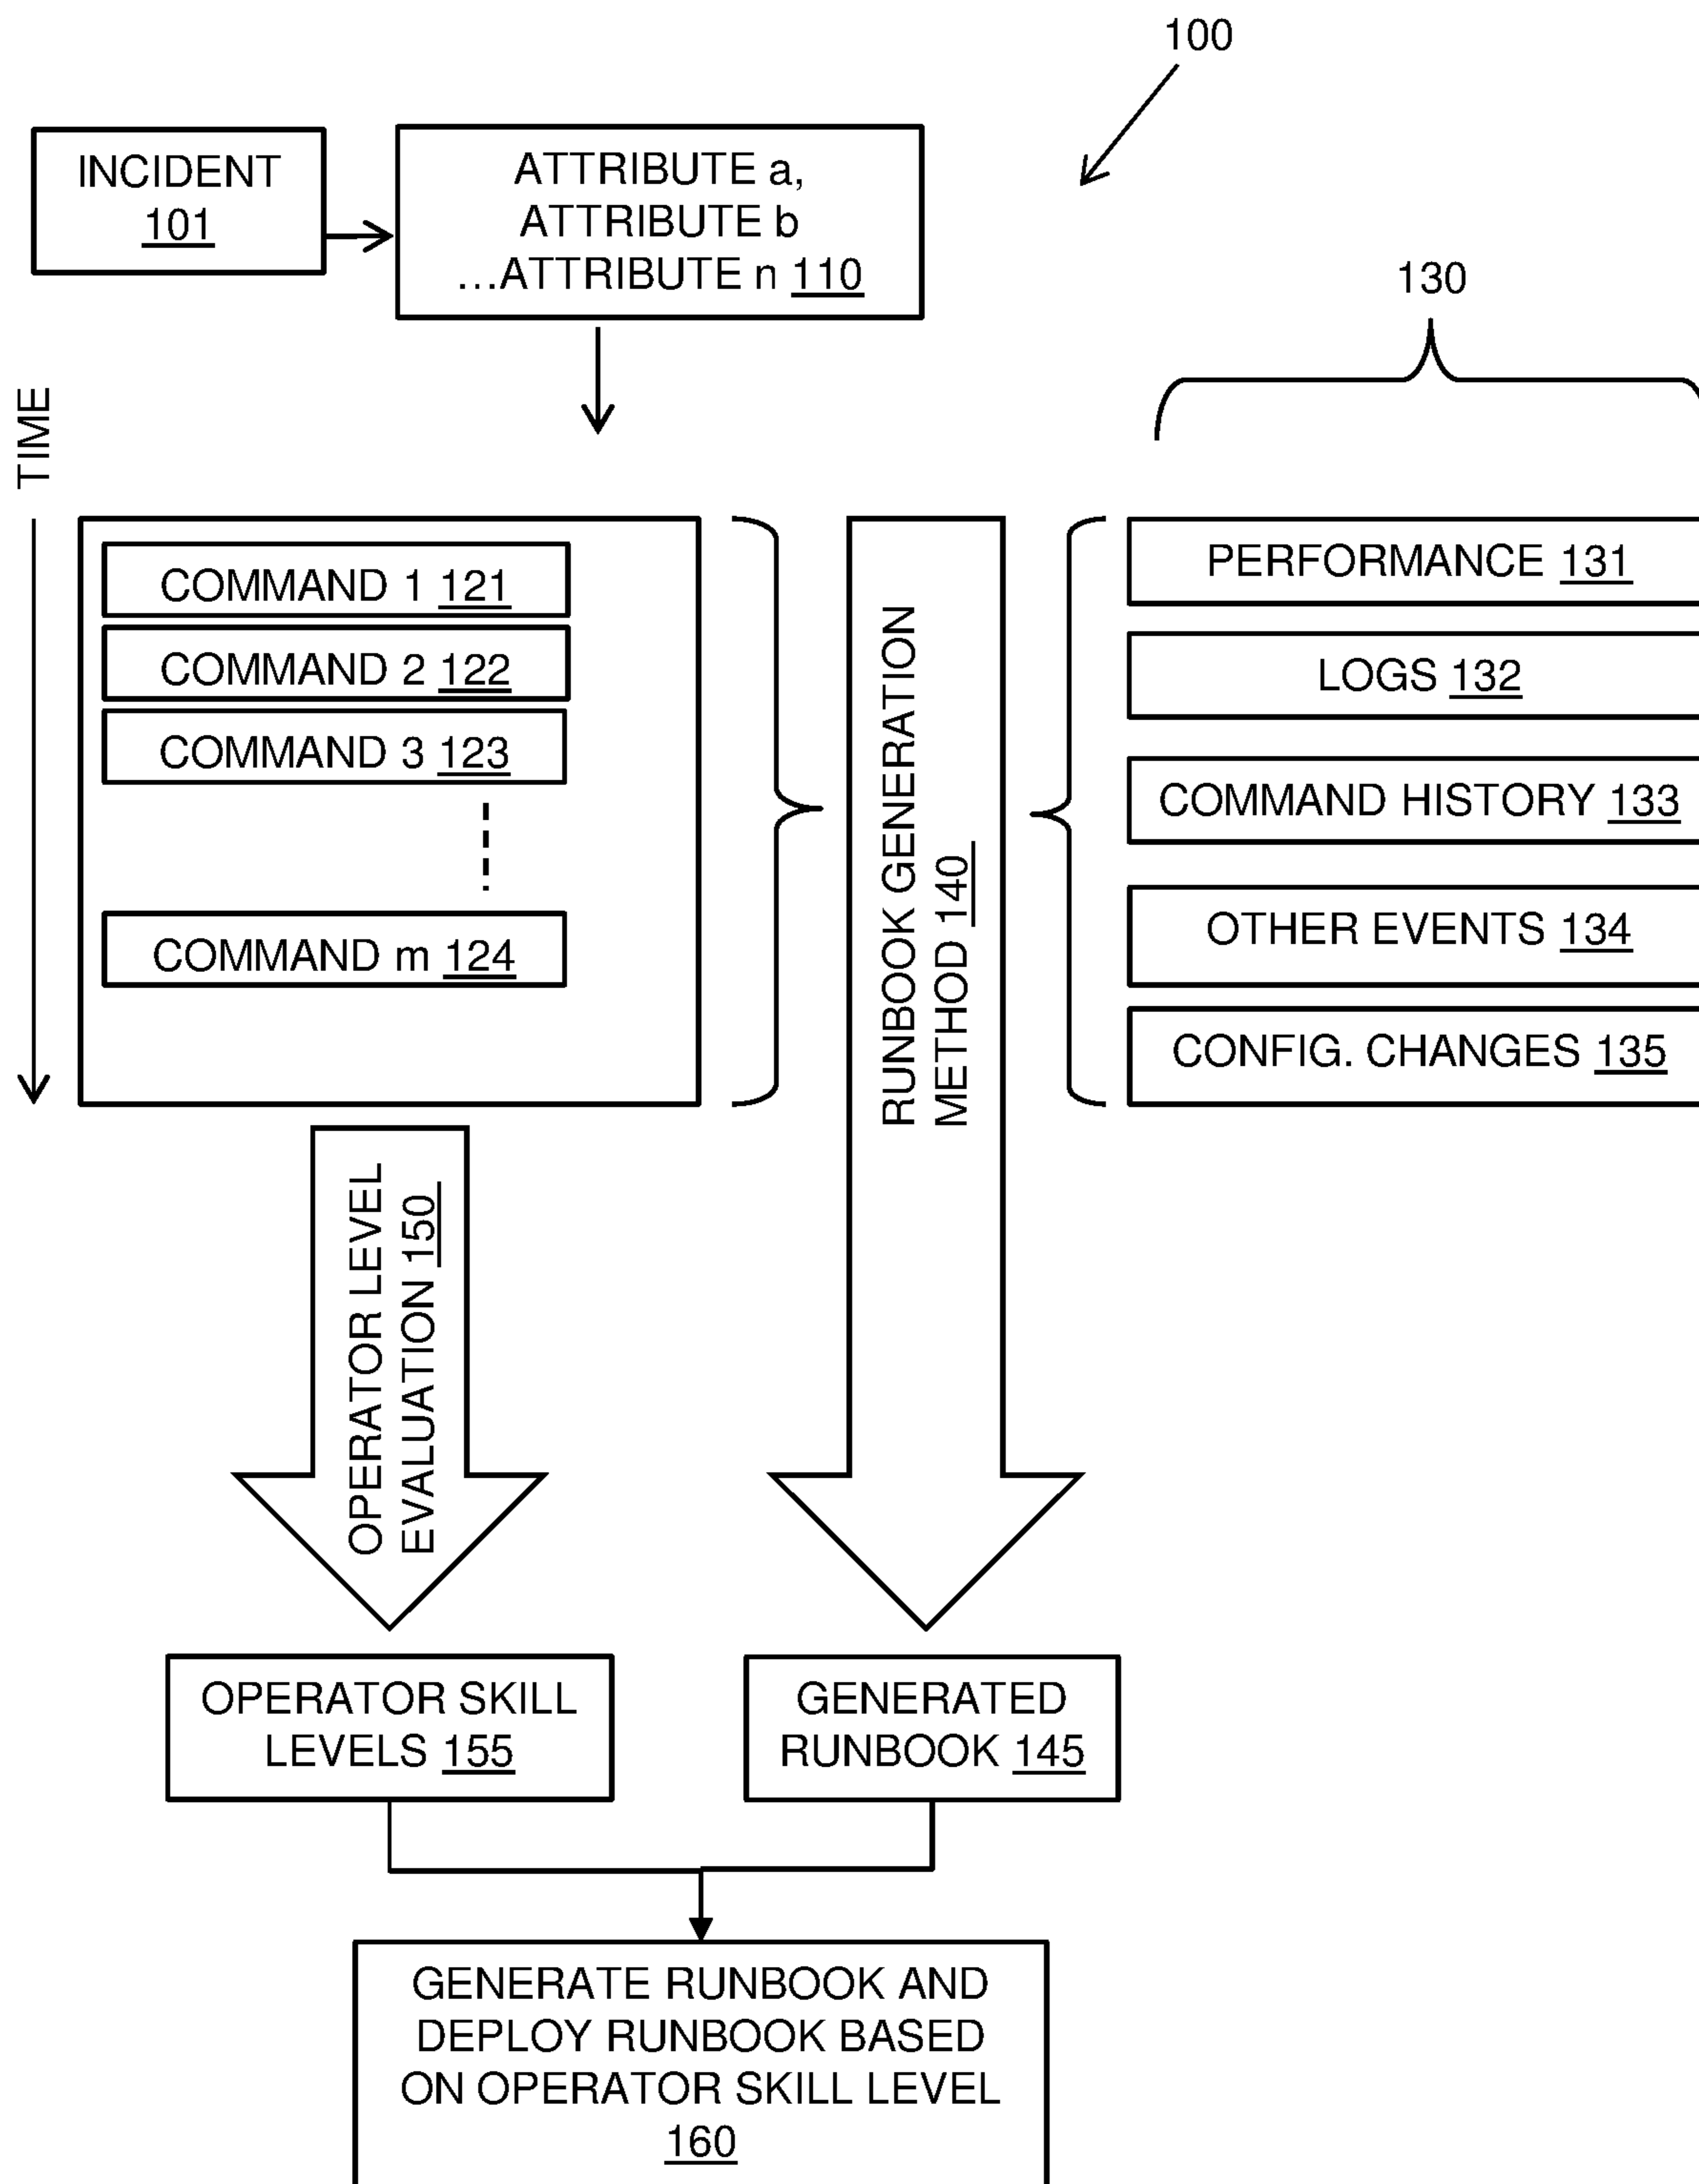 100
INCIDENT
101
ATTRIBUTE a,
ATTRIBUTE b
...ATTRIBUTE n 110
130
TIME
COMMAND 1 121
COMMAND 2 122
COMMAND 3 123
COMMAND m 124
RUNBOOK GENERATION
METHOD 140
PERFORMANCE 131
LOGS 132
COMMAND HISTORY 133
OTHER EVENTS 134
CONFIG. CHANGES 135
OPERATOR LEVEL
EVALUATION 150
OPERATOR SKILL
LEVELS 155
GENERATED
RUNBOOK 145
GENERATE RUNBOOK AND
DEPLOY RUNBOOK BASED
ON OPERATOR SKILL LEVEL
160